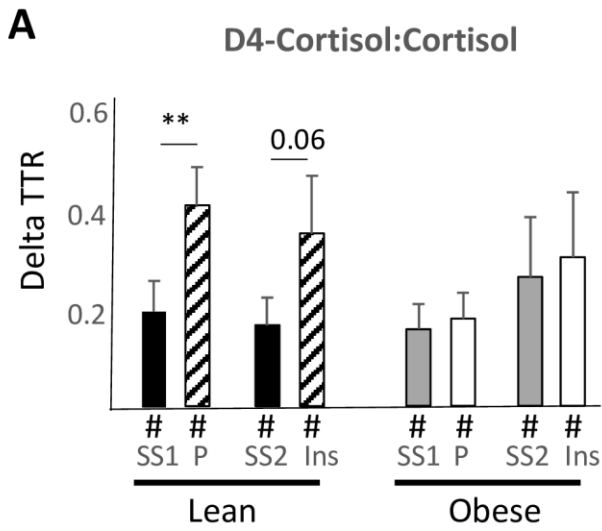 A
D4-Cortisol:Cortisol
Delta TTR
0.6
0.4
0.2
**
0.06
# # # # # # # #
SS1 P SS2 Ins SS1 P SS2 Ins
Lean Obese